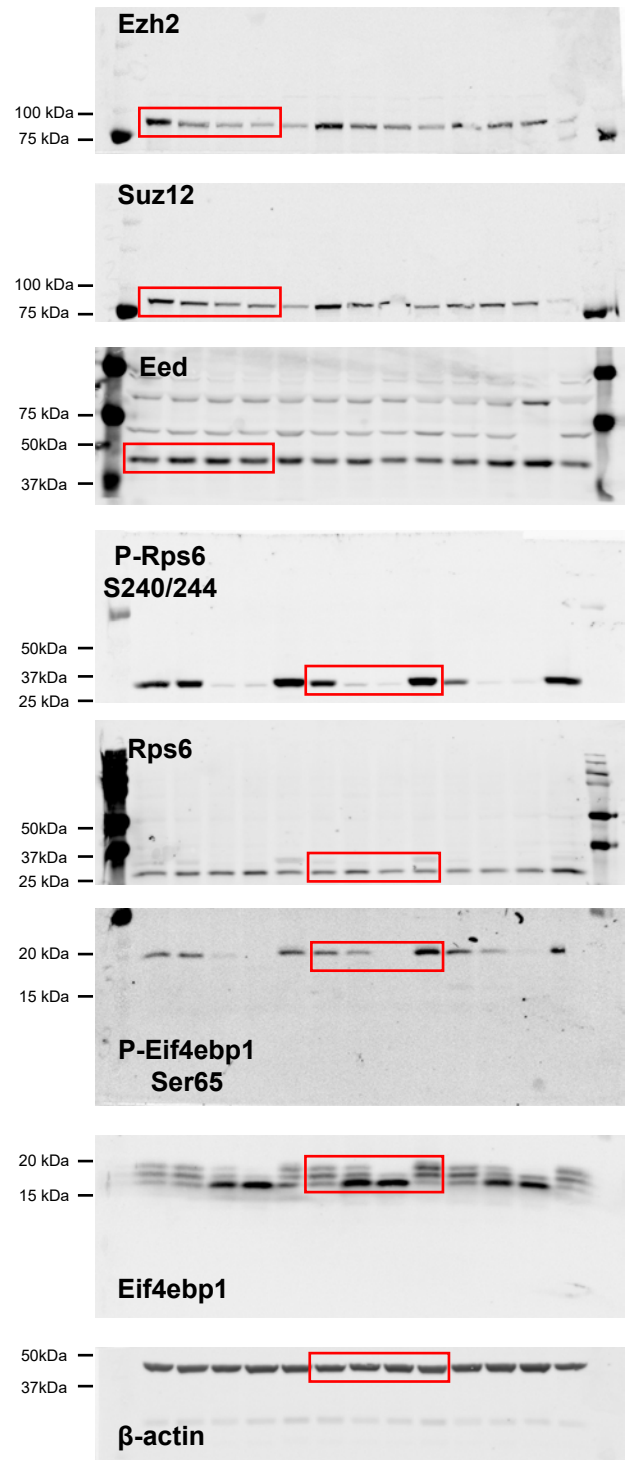 Ezh2
100 kDa
75 kDa
Suz12
100 kDa
75 kDa
Eed
75 kDa
50kDa
37kDa
P-Rps6
S240/244
50kDa
37kDa
25 kDa
Rps6
50kDa
37kDa
25 kDa
20 kDa
15 kDa
P-Eif4ebp1
Ser65
20 kDa
15 kDa
Eif4ebp1
50kDa
37kDa
β-actin